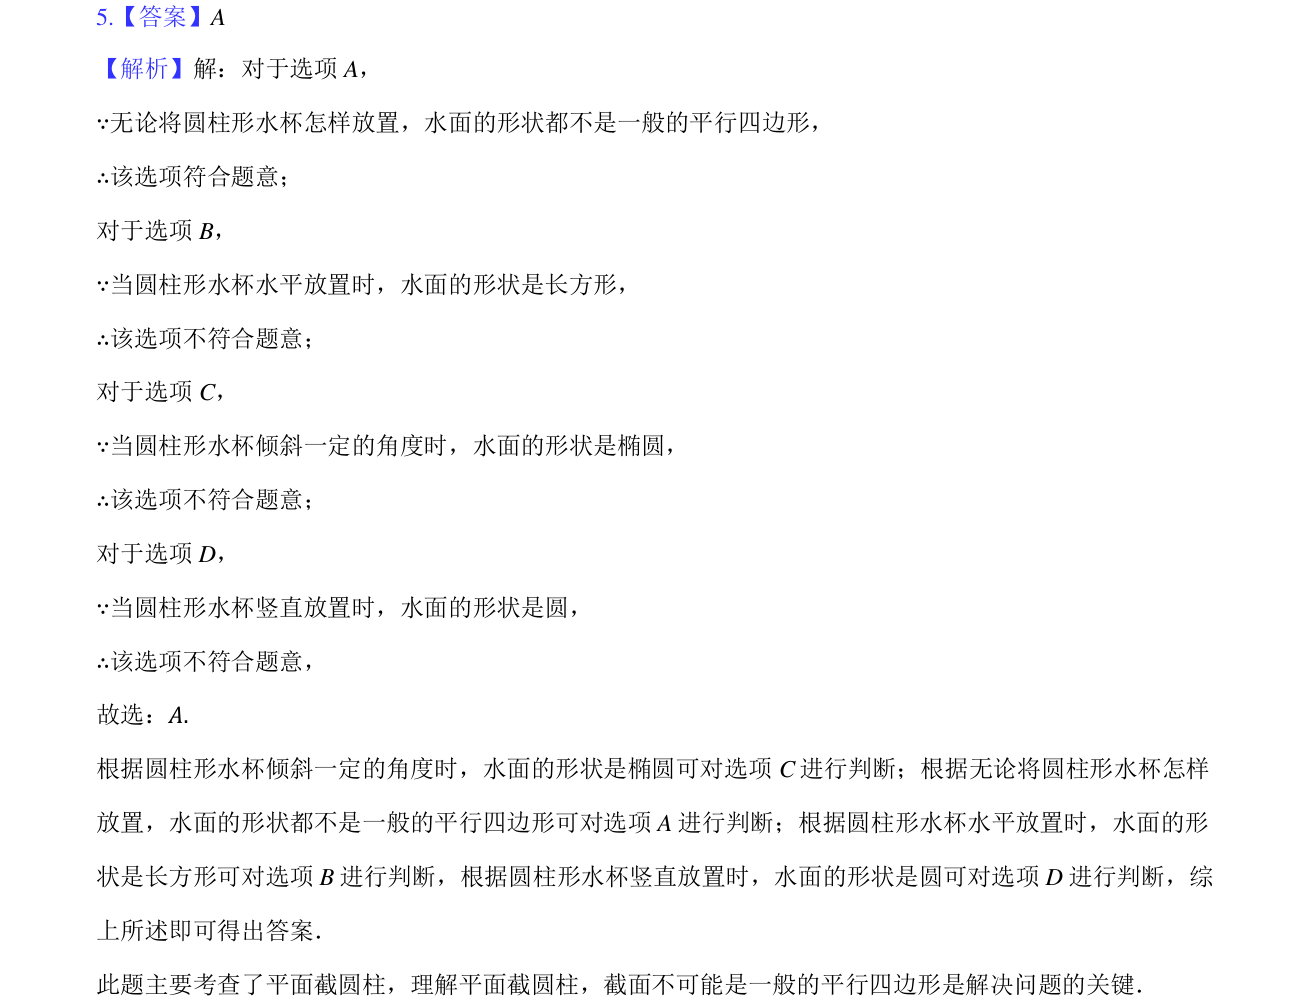 5.【答案】A
【解析】解：对于选项 A，
∵无论将圆柱形水杯怎样放置，水面的形状都不是一般的平行四边形，
∴该选项符合题意；
对于选项 B，
∵当圆柱形水杯水平放置时，水面的形状是长方形，
∴该选项不符合题意；
对于选项 C，
∵当圆柱形水杯倾斜一定的角度时，水面的形状是椭圆，
∴该选项不符合题意；
对于选项 D，
∵当圆柱形水杯竖直放置时，水面的形状是圆，
∴该选项不符合题意，
故选：A.
根据圆柱形水杯倾斜一定的角度时，水面的形状是椭圆可对选项 C 进行判断；根据无论将圆柱形水杯怎样
放置，水面的形状都不是一般的平行四边形可对选项 A 进行判断；根据圆柱形水杯水平放置时，水面的形
状是长方形可对选项 B 进行判断，根据圆柱形水杯竖直放置时，水面的形状是圆可对选项 D 进行判断，综
上所述即可得出答案．
此题主要考查了平面截圆柱，理解平面截圆柱，截面不可能是一般的平行四边形是解决问题的关键．